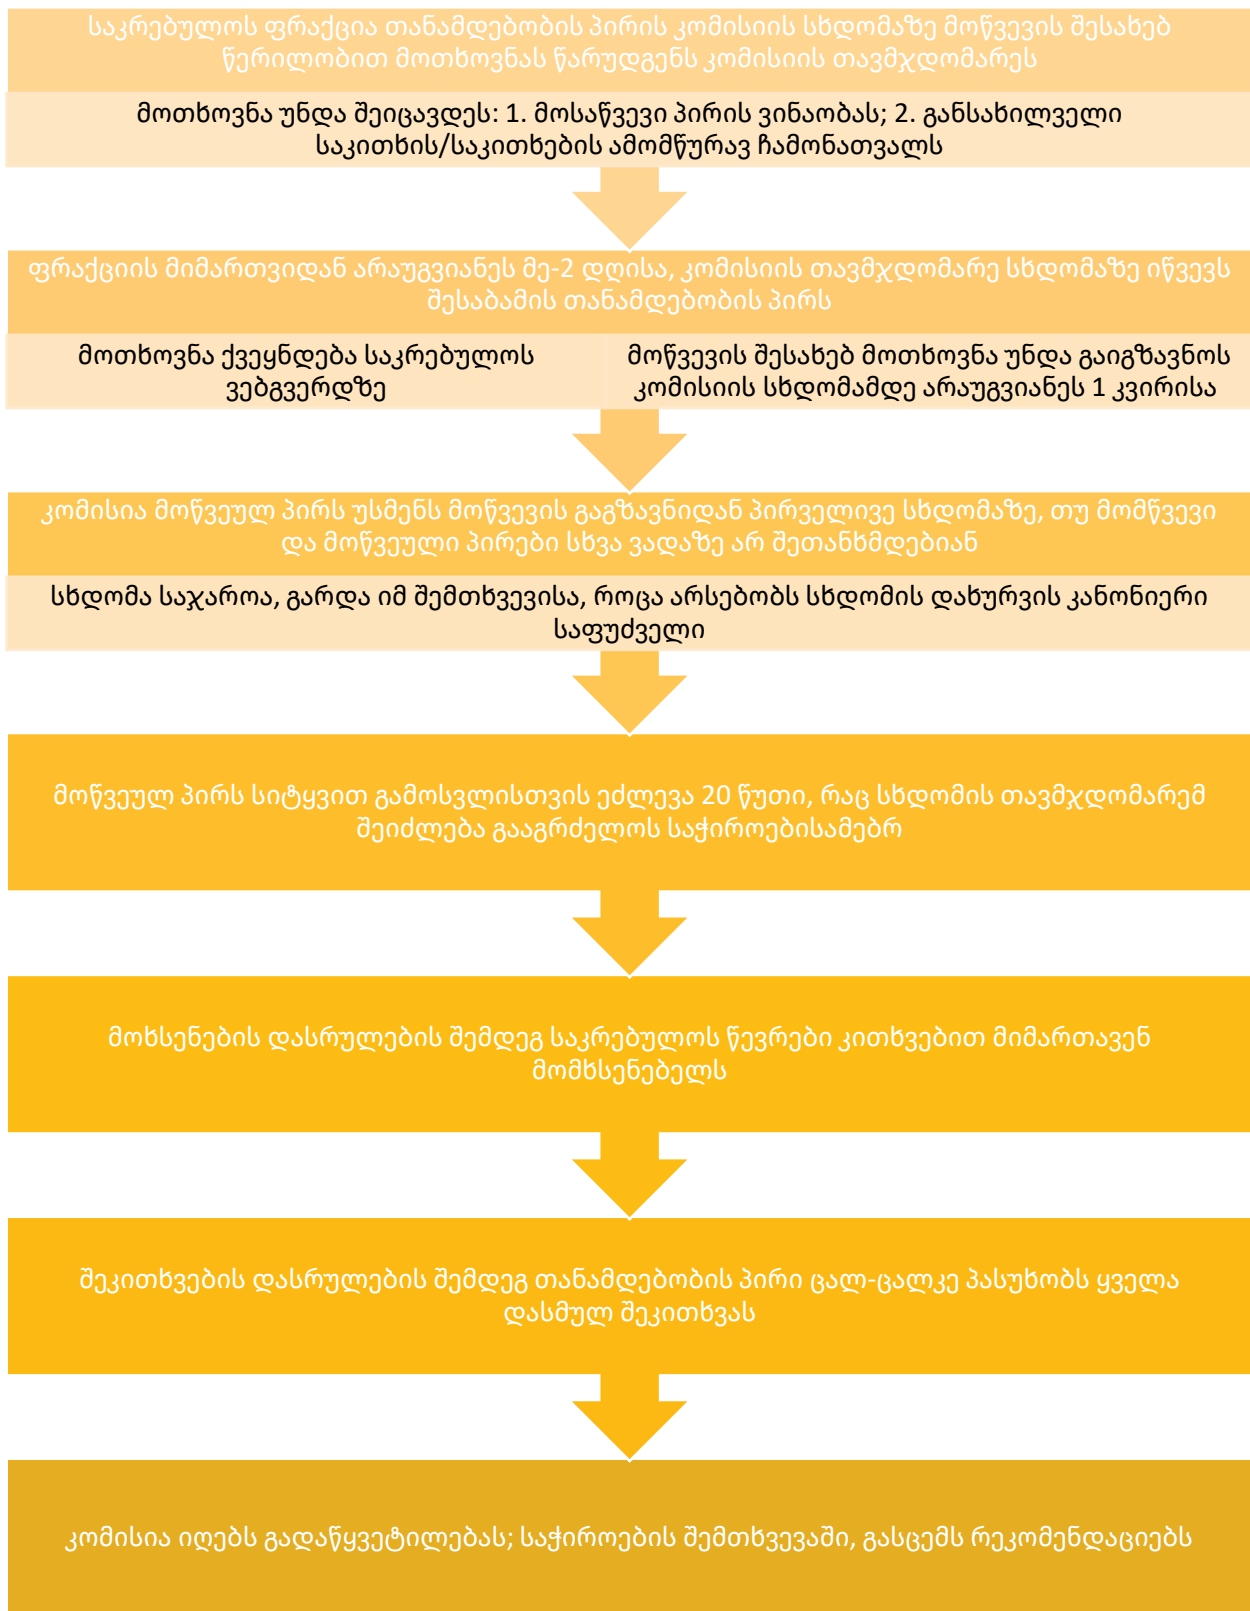 საკრებულოს ფრაქცია თანამდებობის პირის კომისიის სხდომაზე მოწვევის შესახებ
წერილობით მოთხოვნას წარუდგენს კომისიის თავმჯდომარეს
მოთხოვნა უნდა შეიცავდეს: 1. მოსაწვევი პირის ვინაობას; 2. განსახილველი
საკითხის/საკითხების ამომწურავ ჩამონათვალს
ფრაქციის მიმართვიდან არაუგვიანეს მე-2 დღისა, კომისიის თავმჯდომარე სხდომაზე იწვევს
შესაბამის თანამდებობის პირს
მოთხოვნა ქვეყნდება საკრებულოს
ვებგვერდზე
მოწვევის შესახებ მოთხოვნა უნდა გაიგზავნოს
კომისიის სხდომამდე არაუგვიანეს 1 კვირისა
კომისია მოწვეულ პირს უსმენს მოწვევის გაგზავნიდან პირველივე სხდომაზე, თუ მომწვევი
და მოწვეული პირები სხვა ვადაზე არ შეთანხმდებიან
სხდომა საჯაროა, გარდა იმ შემთხვევისა, როცა არსებობს სხდომის დახურვის კანონიერი
საფუძველი
მოწვეულ პირს სიტყვით გამოსვლისთვის ეძლევა 20 წუთი, რაც სხდომის თავმჯდომარემ
შეიძლება გააგრძელოს საჭიროებისამებრ
მოხსენების დასრულების შემდეგ საკრებულოს წევრები კითხვებით მიმართავენ
მომხსენებელს
შეკითხვების დასრულების შემდეგ თანამდებობის პირი ცალ-ცალკე პასუხობს ყველა
დასმულ შეკითხვას
კომისია იღებს გადაწყვეტილებას; საჭიროების შემთხვევაში, გასცემს რეკომენდაციებს